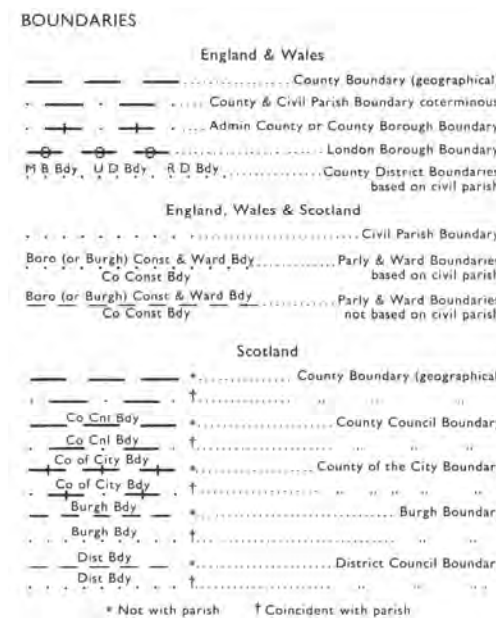 BOUNDARIES
England & Wales
County Boundary (geographical
County & Civil Parish Boundary coterminous
Admin County or County Borough Boundary
London Borough Boundary
M B Bdy U D Bdy R D Bdy County District Boundaries
based on civil parish
England, Wales & Scotland
Civil Parish Boundary
Boro (or Burgh) Const & Ward Bdy Parly & Ward Boundaries
Co Const Bdy based on civil parish
Boro (or Burgh) Const & Ward Bdy Parly & Ward Boundaries
Co Const Bdy not based on civil parish
Scotland
* County Boundary (geographical
† " " "
Co Cnl Bdy * County Council Boundar
Co Cnl Bdy † " " "
Co of City Bdy * County of the City Boundar
Co of City Bdy † " " " " "
Burgh Bdy * Burgh Boundar
Burgh Bdy † " "
Dist Bdy * District Council Boundar
Dist Bdy † " " "
* Not with parish † Coincident with parish